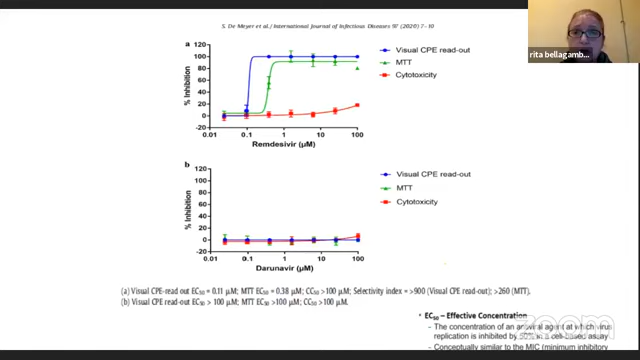 S. De Meyer et al. / International Journal of Infectious Diseases 97 (2020) 7–10
rita bellagamb...
a
120
100
80
60
40
20
0
-20
% Inhibition
0.01 0.1 1 10 100
Remdesivir (μM)
Visual CPE read-out
MTT
Cytotoxicity
b
120
100
80
60
40
20
0
-20
% Inhibition
0.01 0.1 1 10 100
Darunavir (μM)
Visual CPE read-out
MTT
Cytotoxicity
(a) Visual CPE-read out EC50 = 0.11 μM; MTT EC50 = 0.38 μM; CC50 >100 μM; Selectivity index = >900 (Visual CPE read-out); >260 (MTT).
(b) Visual CPE read-out EC50 > 100 μM; MTT EC50 >100 μM; CC50 >100 μM.
• EC50 – Effective Concentration
– The concentration of an antiviral agent at which virus
replication is inhibited by 50% in a cell-based assay
– Conceptually similar to the MIC (minimum inhibitory
zoom